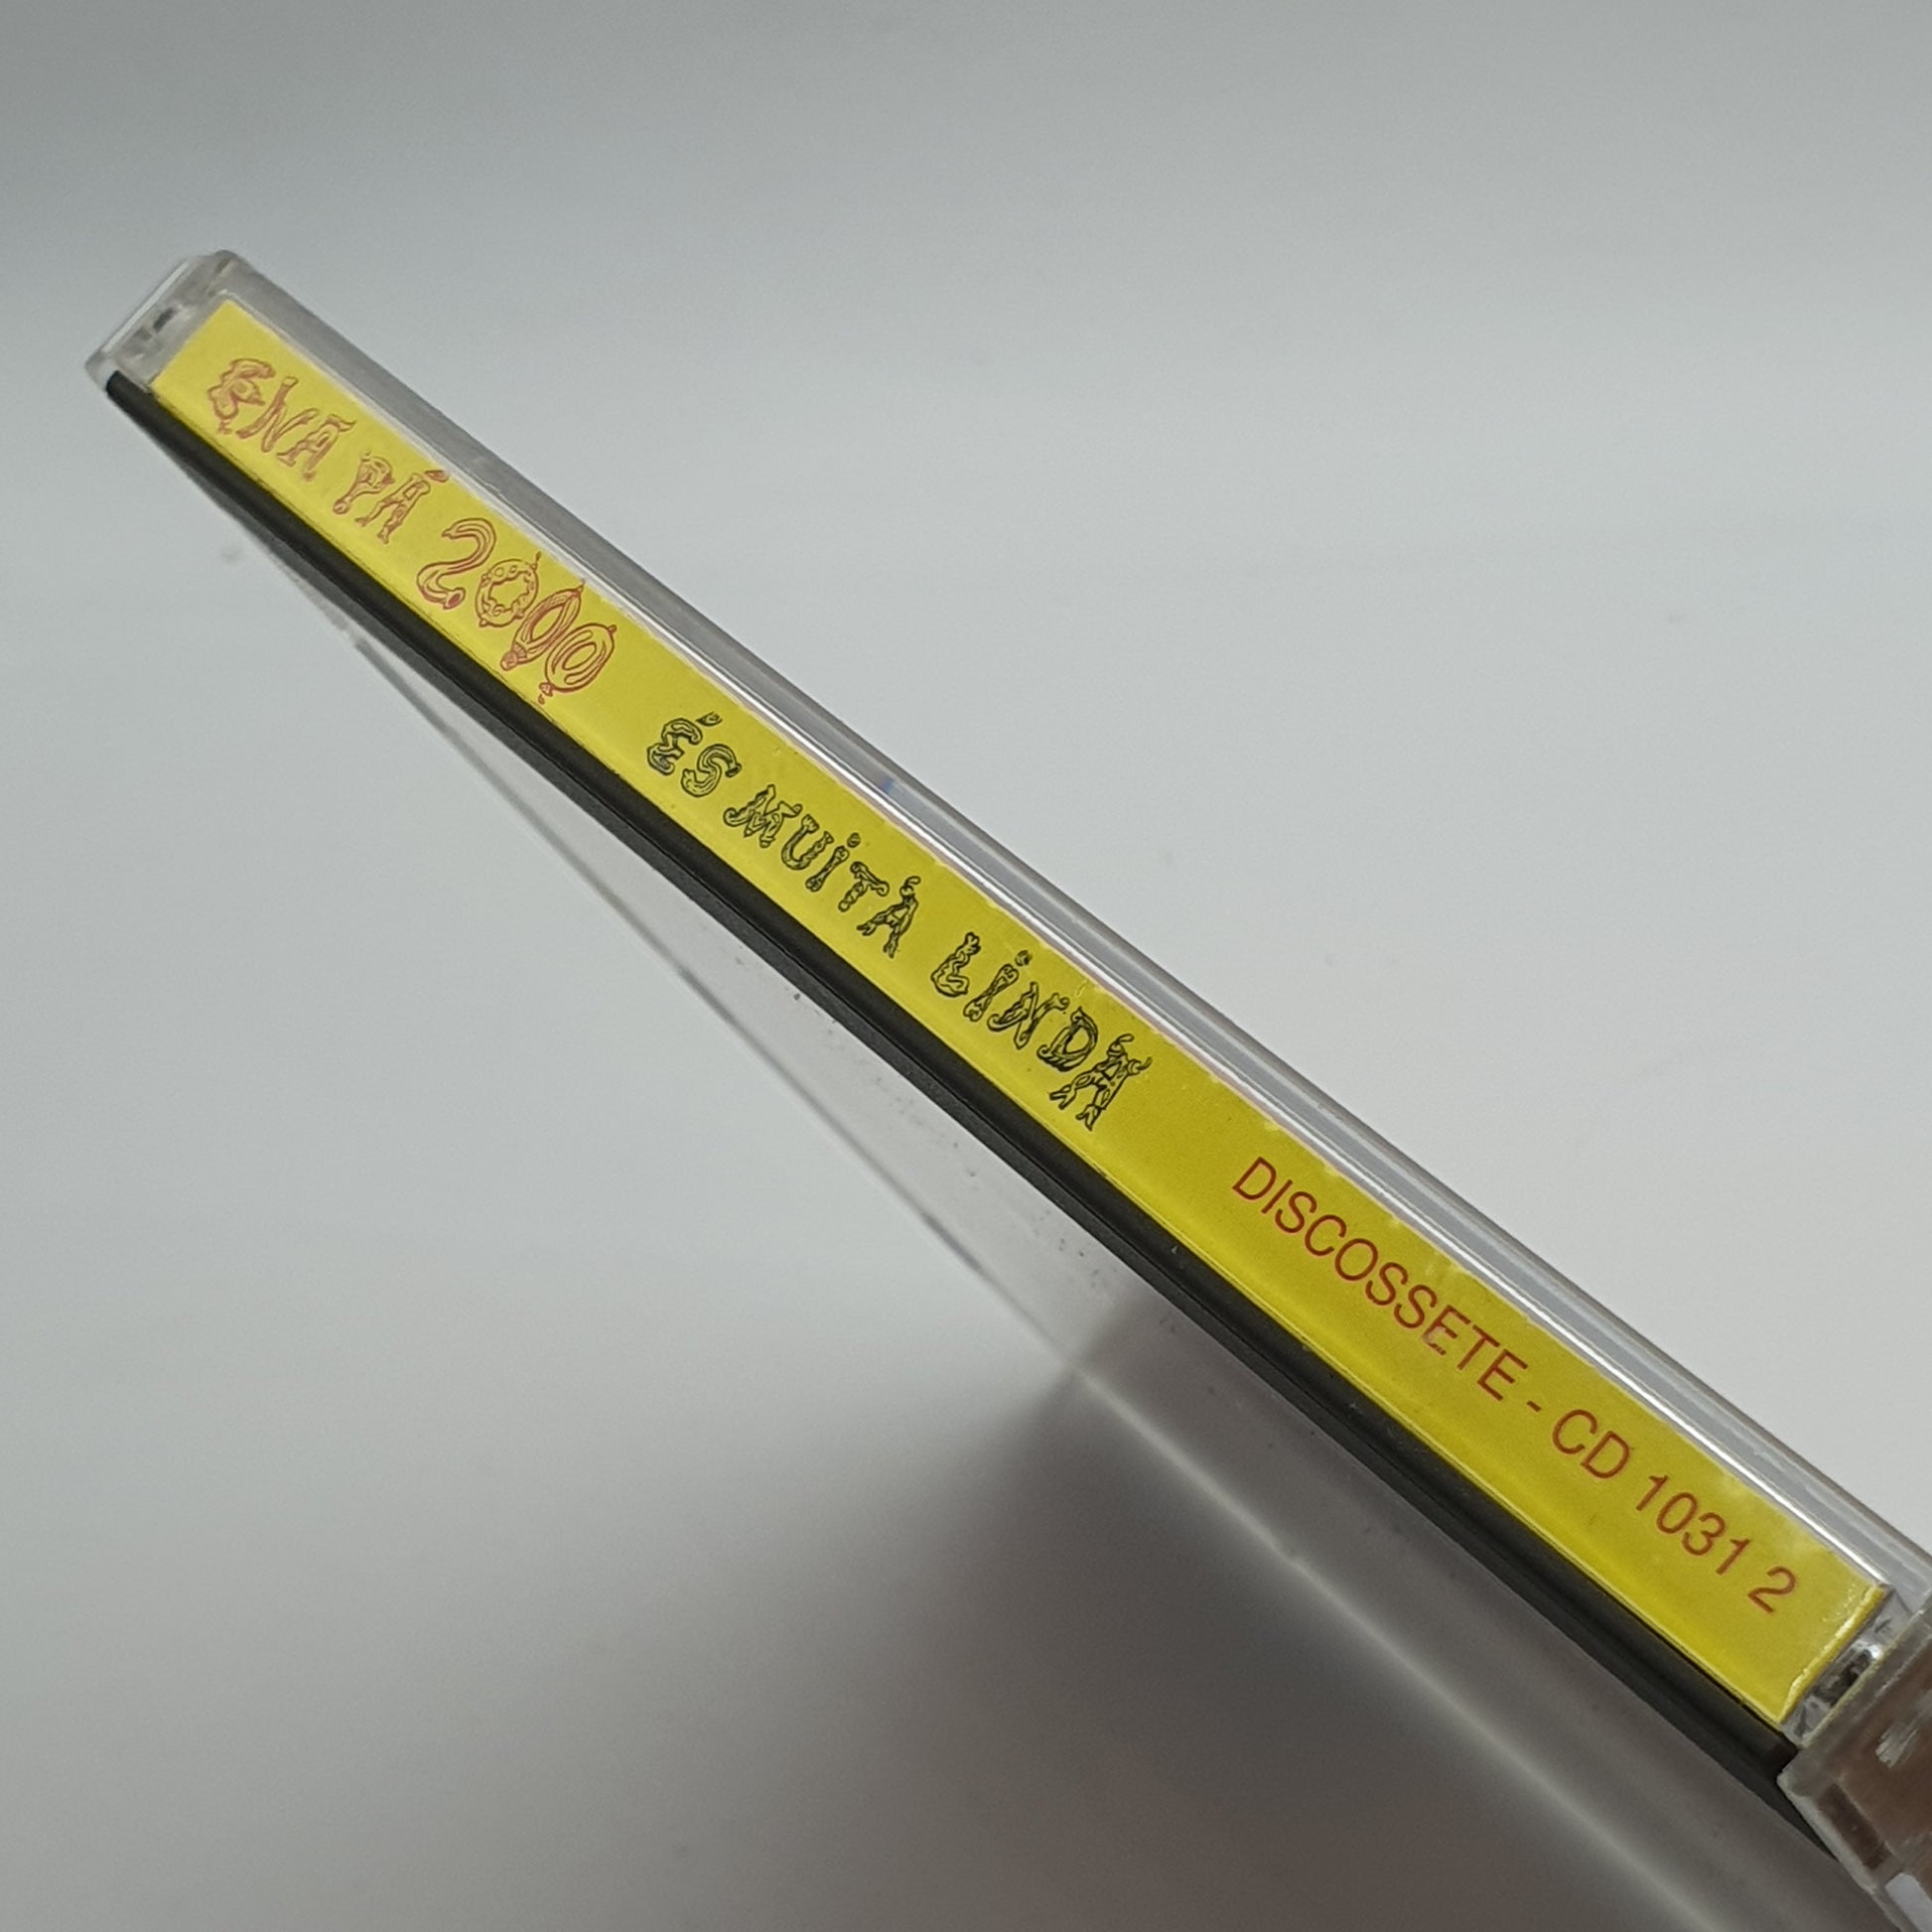 ENA PÁ 2000 ÉS MUITA LINDA DISCOSSETE - CD 1031 2